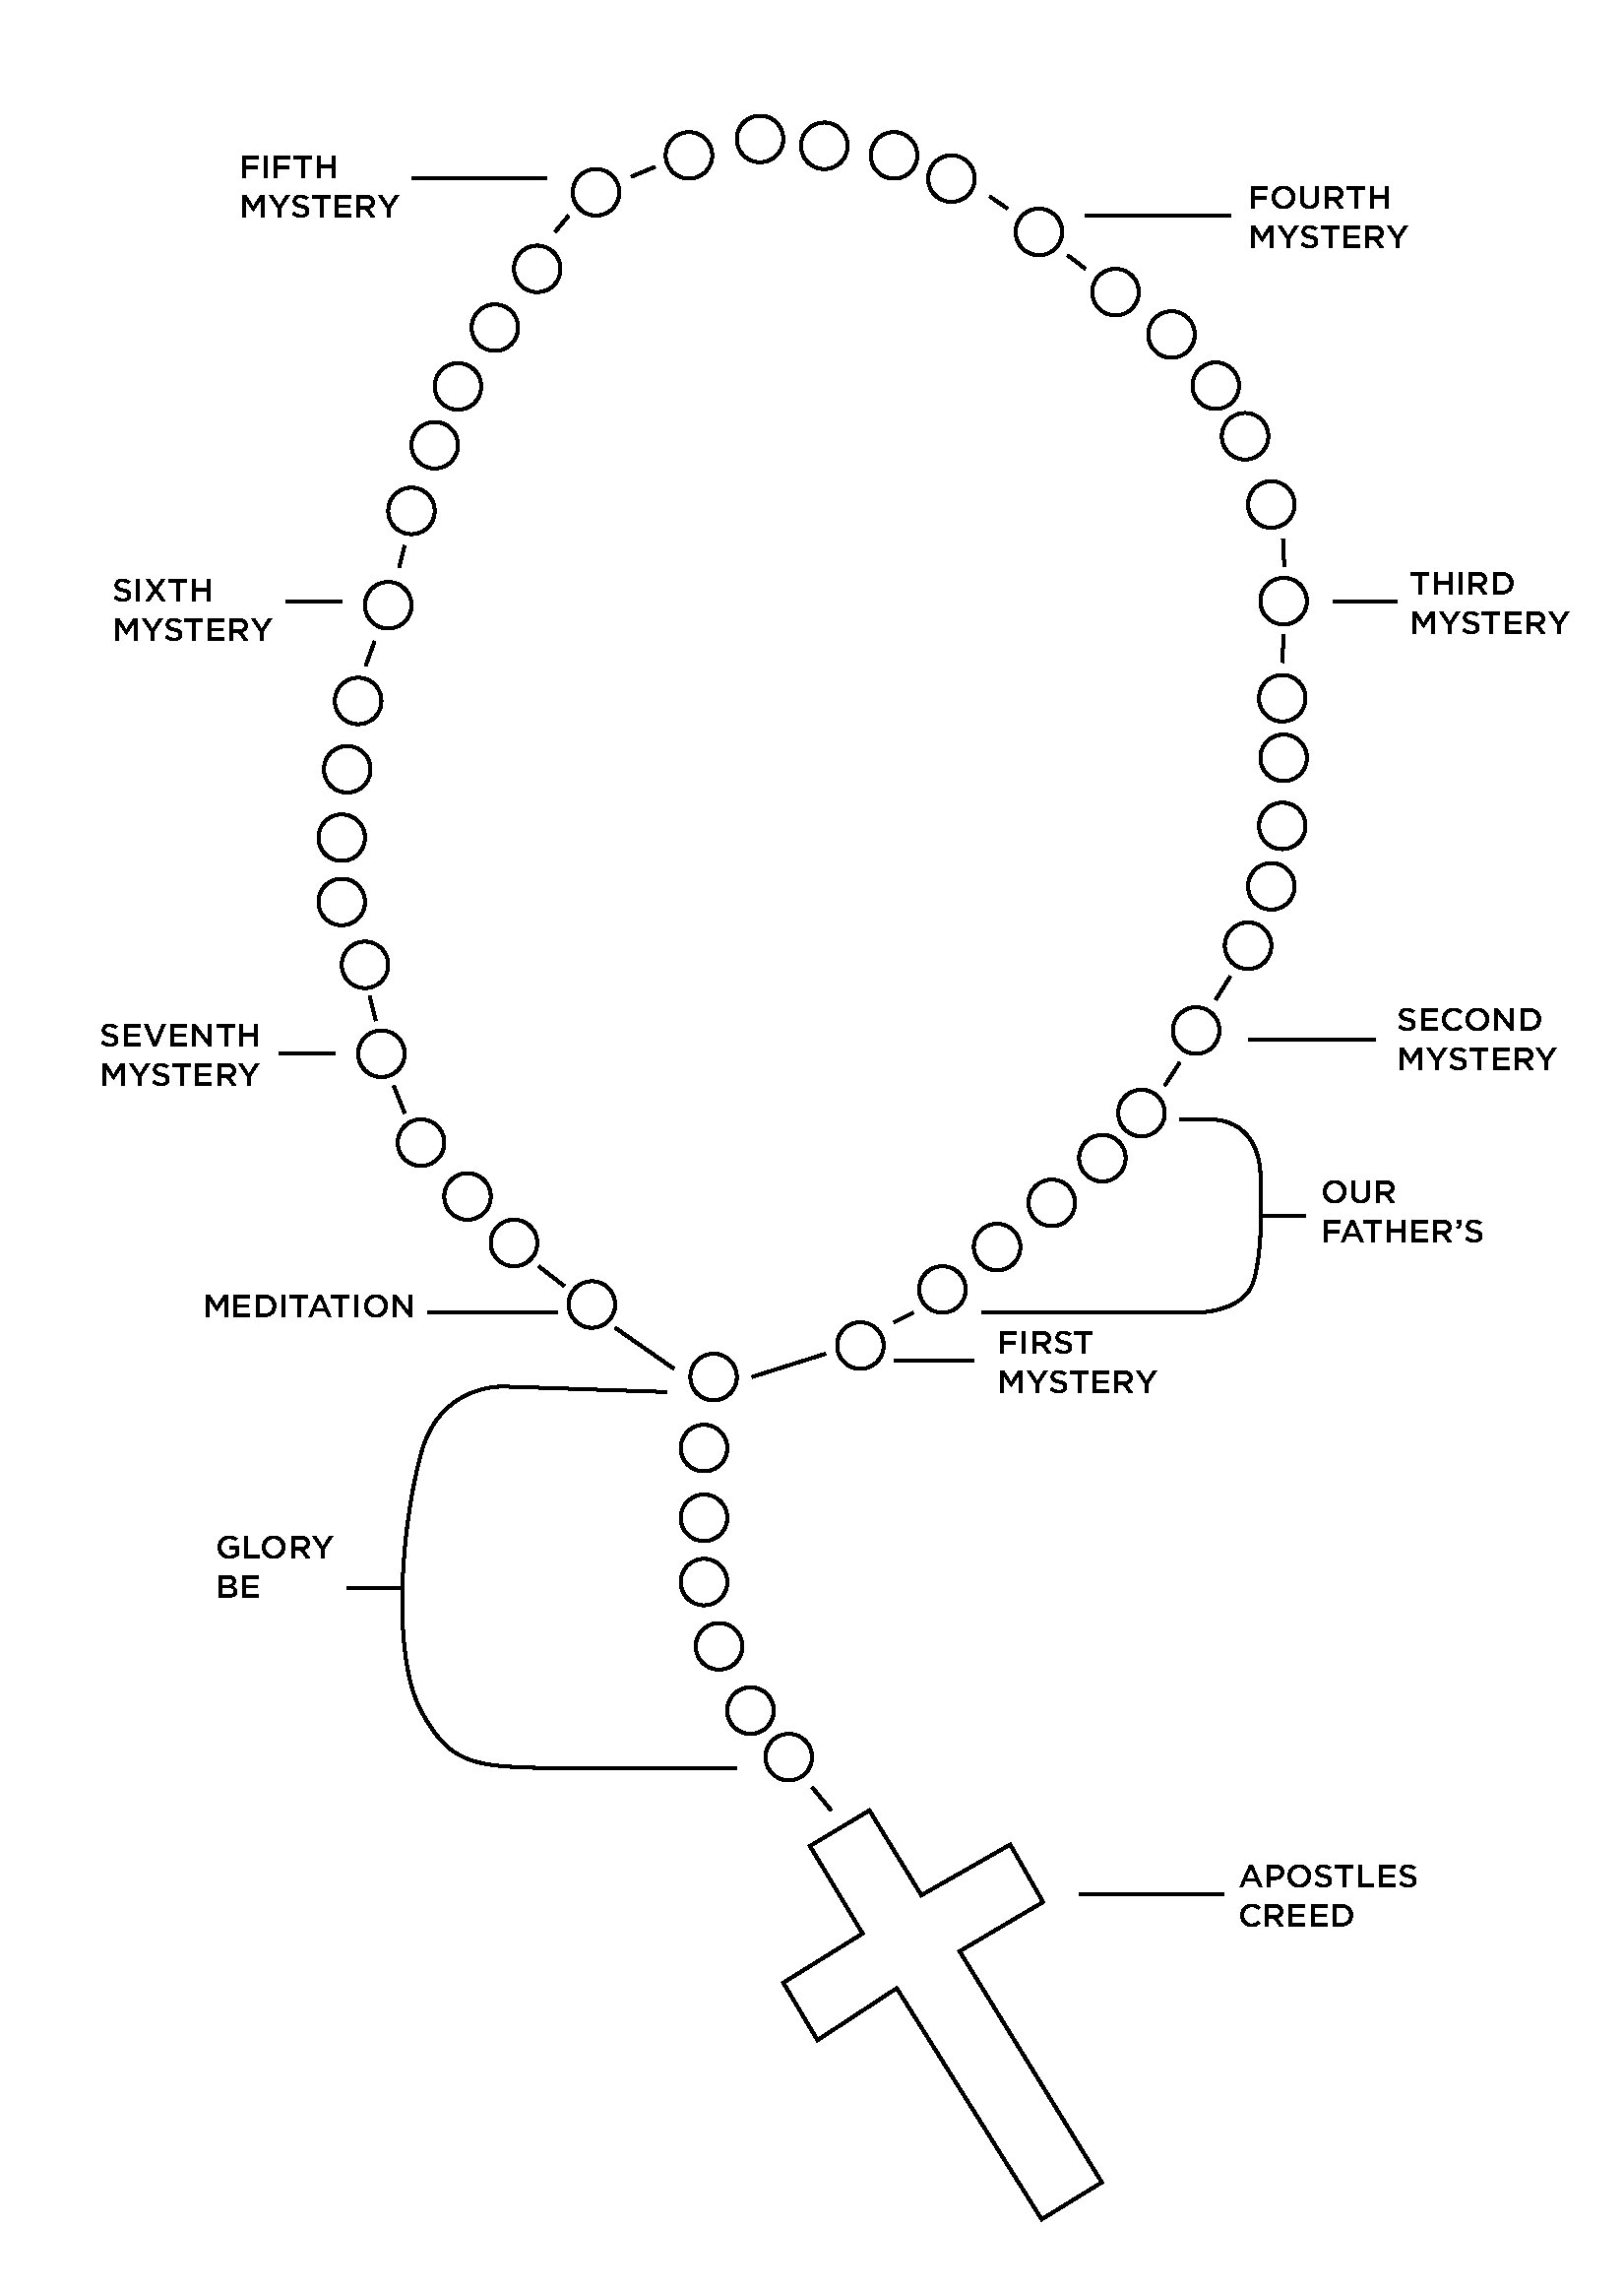 FIFTH
MYSTERY
FOURTH
MYSTERY
SIXTH
MYSTERY
THIRD
MYSTERY
SEVENTH
MYSTERY
SECOND
MYSTERY
OUR
FATHER'S
MEDITATION
FIRST
MYSTERY
GLORY
BE
APOSTLES
CREED